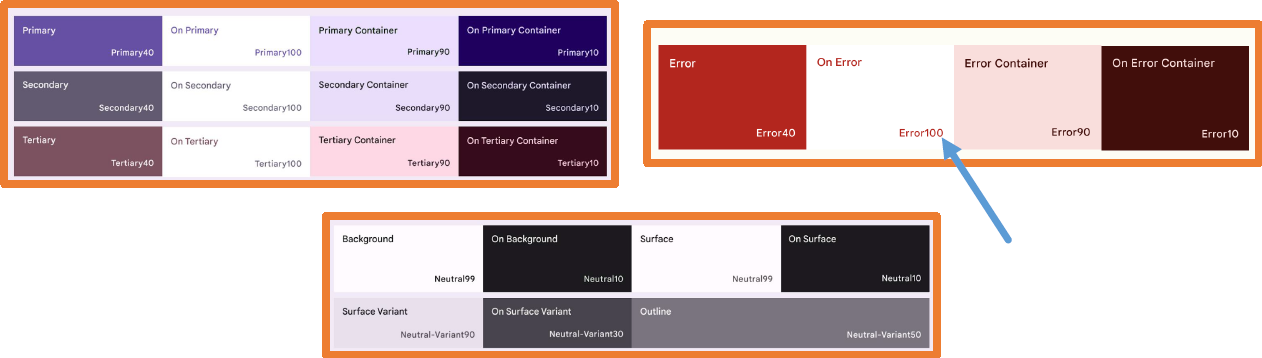 Primary
Primary40
On Primary
Primary100
Primary Container
Primary90
On Primary Container
Primary10
Secondary
Secondary40
On Secondary
Secondary100
Secondary Container
Secondary90
On Secondary Container
Secondary10
Tertiary
Tertiary40
On Tertiary
Tertiary100
Tertiary Container
Tertiary90
On Tertiary Container
Tertiary10
Error
Error40
On Error
Error100
Error Container
Error90
On Error Container
Error10
Background
Neutral99
On Background
Neutral10
Surface
Neutral99
On Surface
Neutral10
Surface Variant
Neutral-Variant90
On Surface Variant
Neutral-Variant30
Outline
Neutral-Variant50